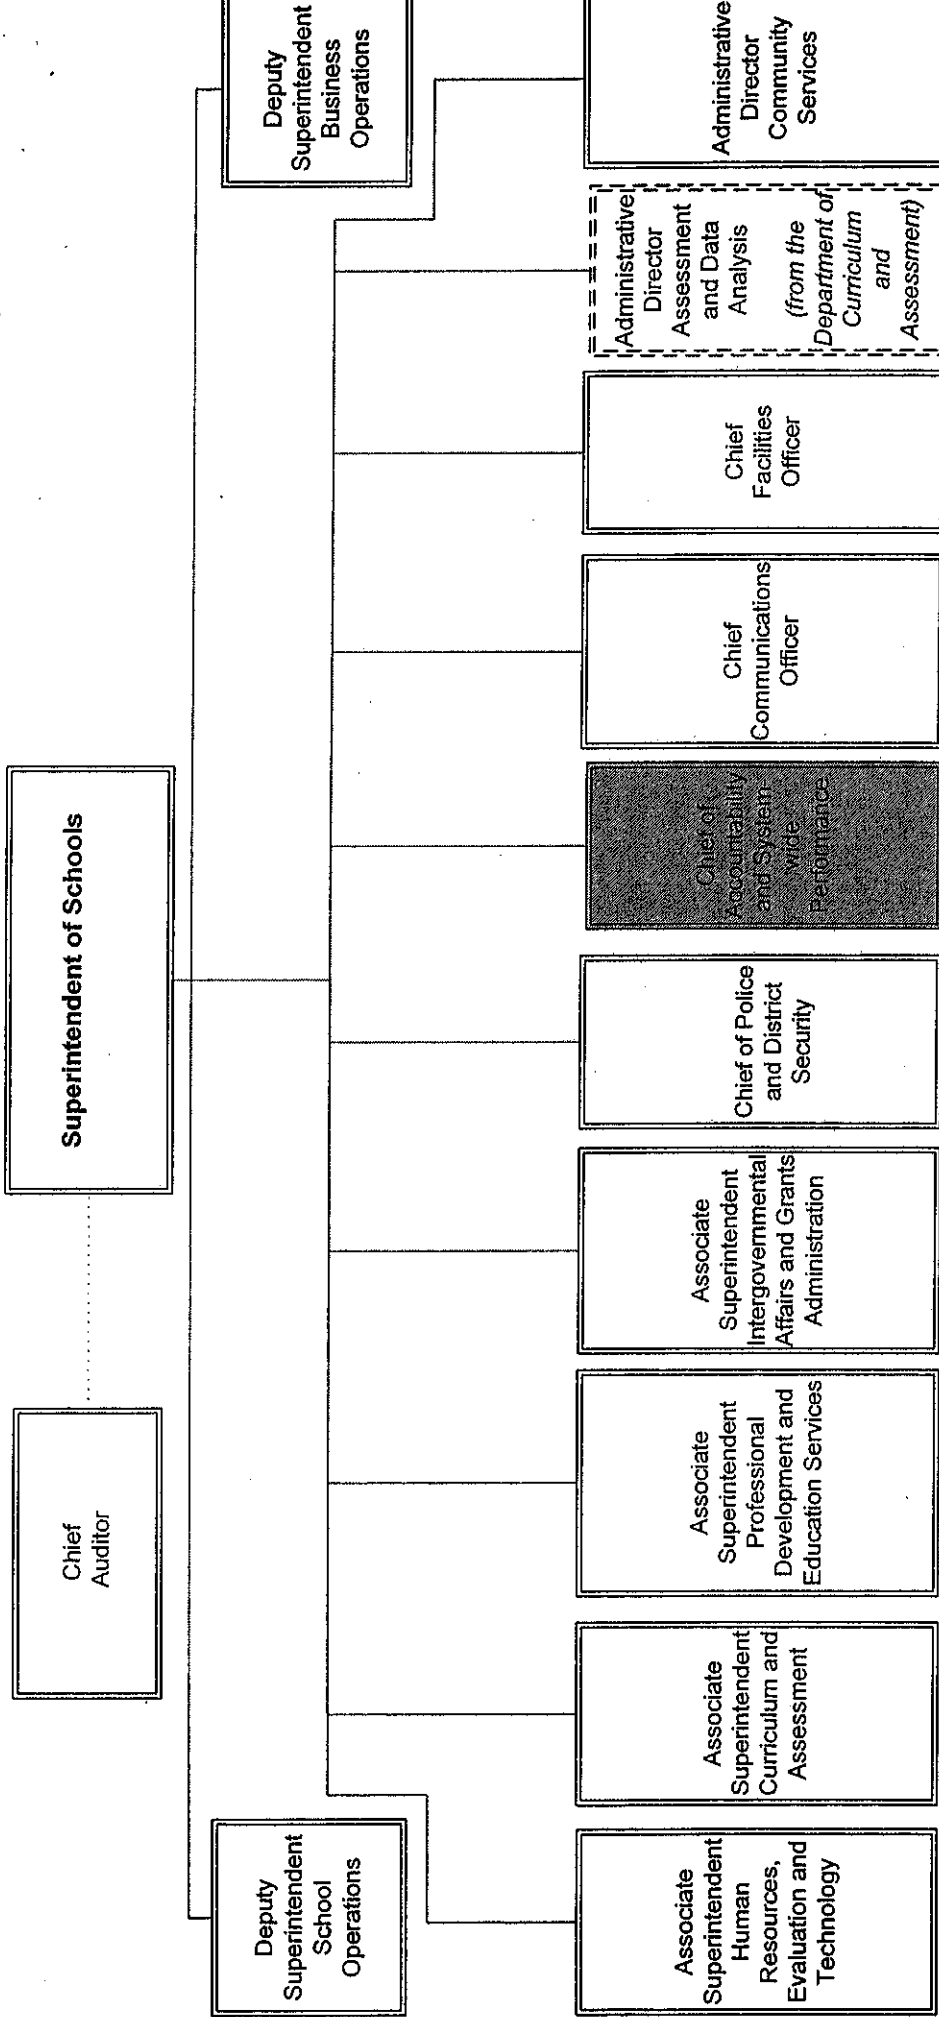 Superintendent of Schools
Chief
Auditor
Deputy
Superintendent
School
Operations
Deputy
Superintendent
Business
Operations
Associate
Superintendent
Human
Resources,
Evaluation and
Technology
Associate
Superintendent
Curriculum and
Assessment
Associate
Superintendent
Professional
Development and
Education Services
Associate
Superintendent
Intergovernmental
Affairs and Grants
Administration
Chief of Police
and District
Security
Chief of
Accountability
and System-
wide
Performance
Chief
Communications
Officer
Chief
Facilities
Officer
Administrative
Director
Assessment
and Data
Analysis
(from the
Department of
Curriculum
and
Assessment)
Administrative
Director
Community
Services